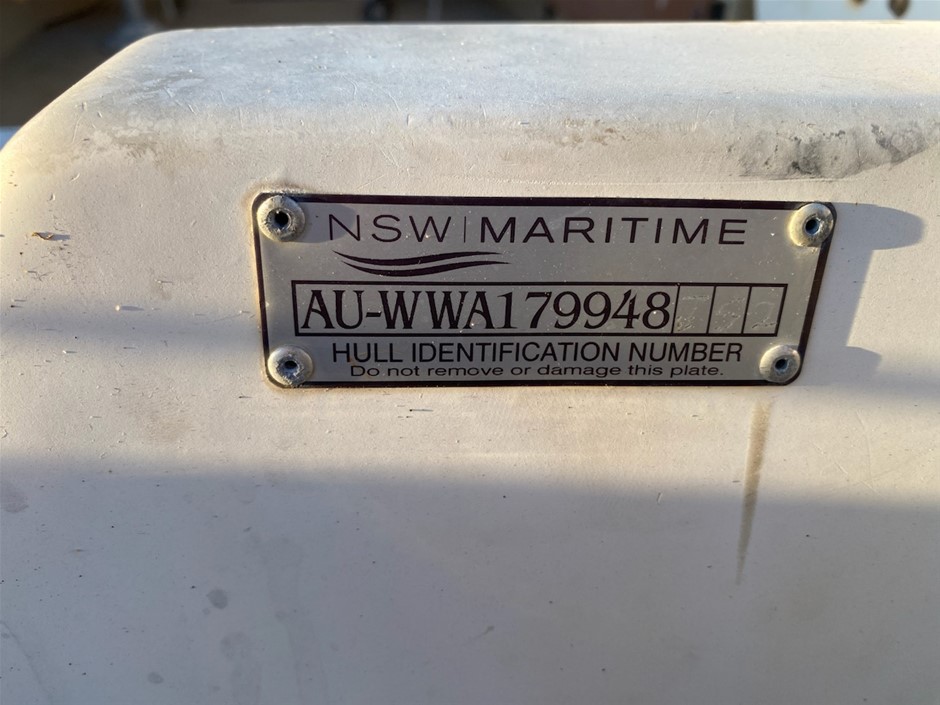 NSW | MARITIME
AU-WWA179948
HULL IDENTIFICATION NUMBER
Do not remove or damage this plate.